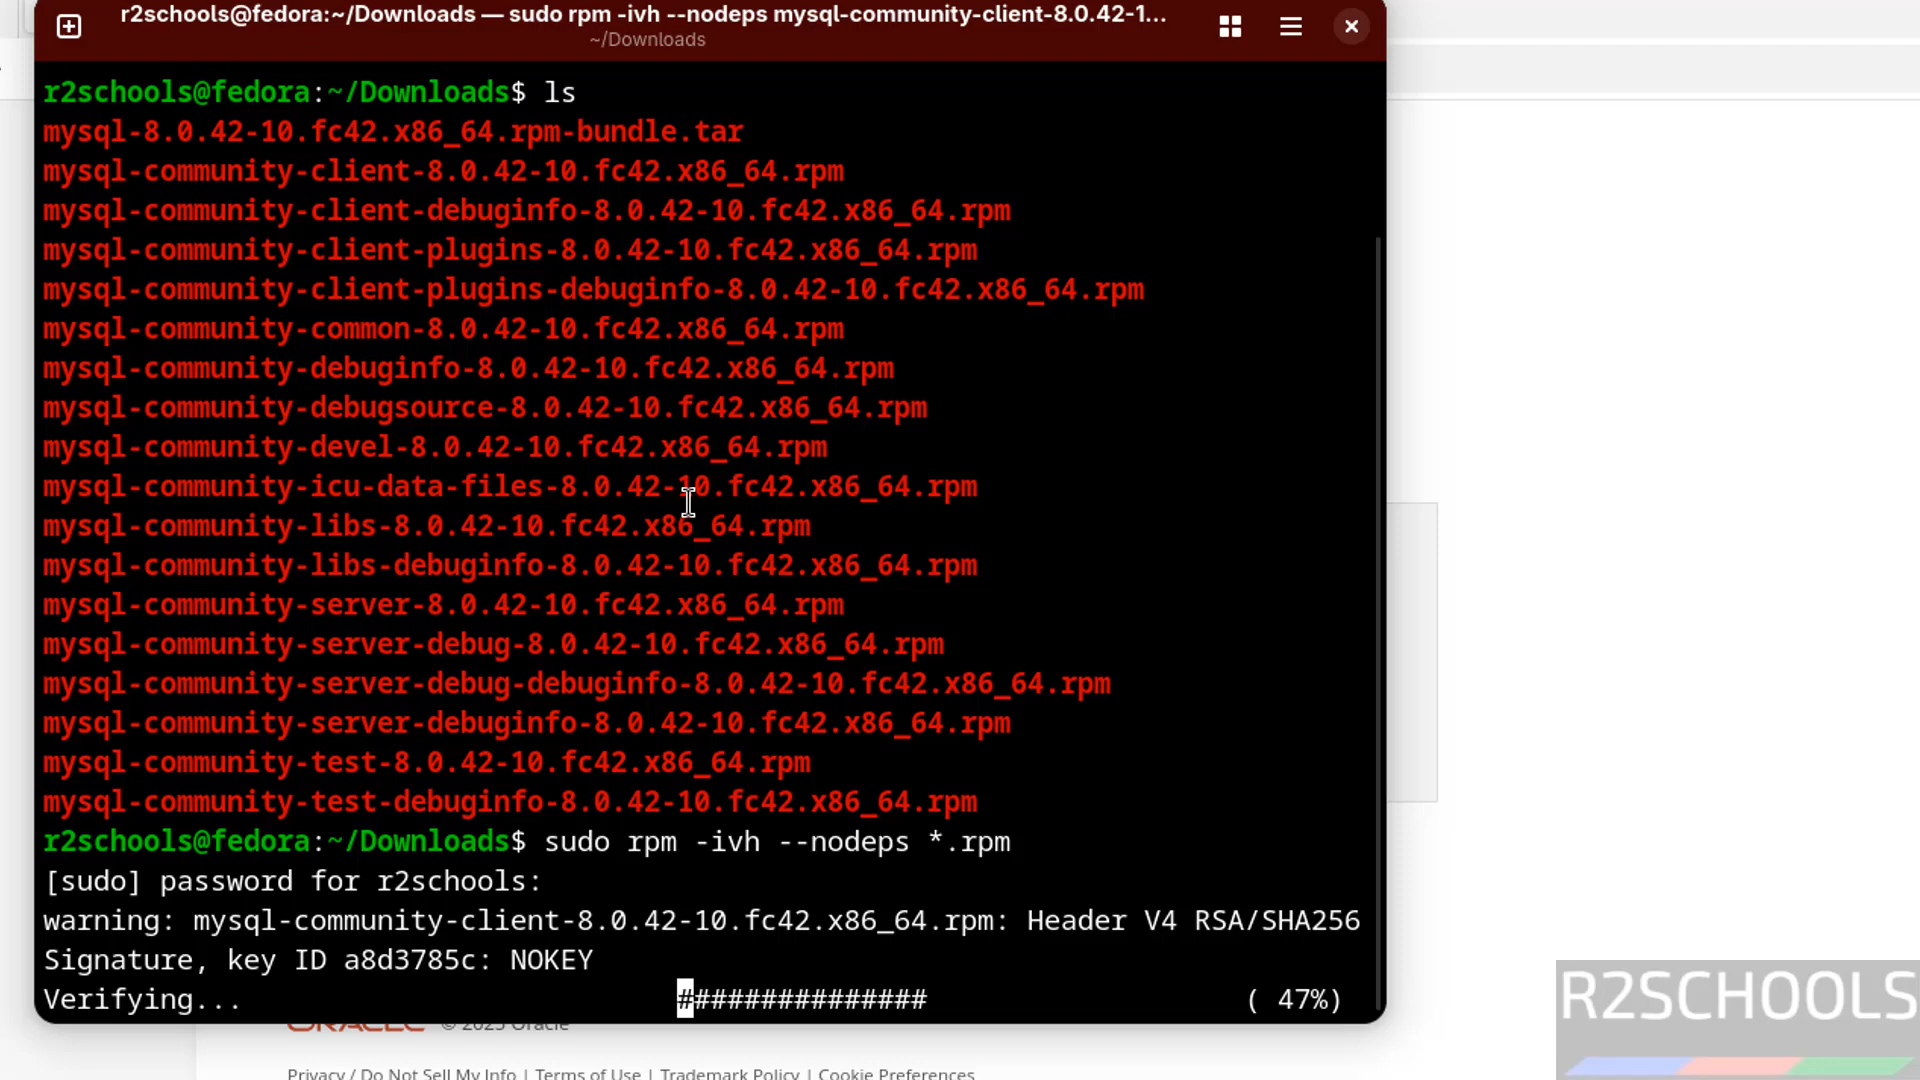 r2schools@fedora:~/Downloads — sudo rpm -ivh --nodeps mysql-community-client-8.0.42-1...
~/Downloads
r2schools@fedora:~/Downloads$ ls
mysql-8.0.42-10.fc42.x86_64.rpm-bundle.tar
mysql-community-client-8.0.42-10.fc42.x86_64.rpm
mysql-community-client-debuginfo-8.0.42-10.fc42.x86_64.rpm
mysql-community-client-plugins-8.0.42-10.fc42.x86_64.rpm
mysql-community-client-plugins-debuginfo-8.0.42-10.fc42.x86_64.rpm
mysql-community-common-8.0.42-10.fc42.x86_64.rpm
mysql-community-debuginfo-8.0.42-10.fc42.x86_64.rpm
mysql-community-debugsource-8.0.42-10.fc42.x86_64.rpm
mysql-community-devel-8.0.42-10.fc42.x86_64.rpm
mysql-community-icu-data-files-8.0.42-10.fc42.x86_64.rpm
mysql-community-libs-8.0.42-10.fc42.x86_64.rpm
mysql-community-libs-debuginfo-8.0.42-10.fc42.x86_64.rpm
mysql-community-server-8.0.42-10.fc42.x86_64.rpm
mysql-community-server-debug-8.0.42-10.fc42.x86_64.rpm
mysql-community-server-debug-debuginfo-8.0.42-10.fc42.x86_64.rpm
mysql-community-server-debuginfo-8.0.42-10.fc42.x86_64.rpm
mysql-community-test-8.0.42-10.fc42.x86_64.rpm
mysql-community-test-debuginfo-8.0.42-10.fc42.x86_64.rpm
r2schools@fedora:~/Downloads$ sudo rpm -ivh --nodeps *.rpm
[sudo] password for r2schools:
warning: mysql-community-client-8.0.42-10.fc42.x86_64.rpm: Header V4 RSA/SHA256
Signature, key ID a8d3785c: NOKEY
Verifying... ############### ( 47%)
ORACLE © 2025 Oracle
Privacy / Do Not Sell My Info | Terms of Use | Trademark Policy | Cookie Preferences
R2SCHOOLS